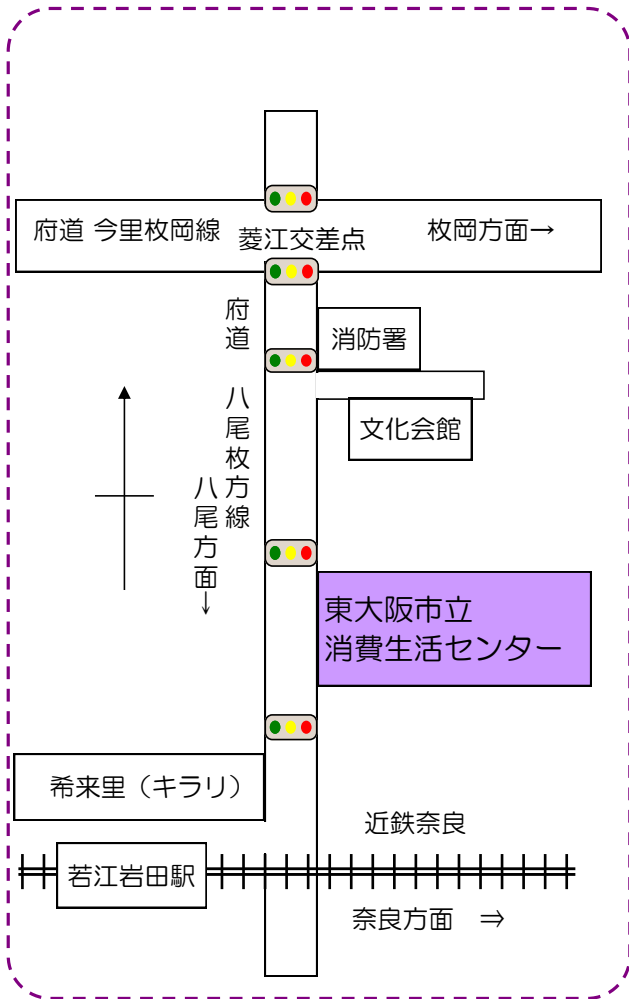 府道 今里枚岡線
菱江交差点
枚岡方面→
府道 八尾枚方線
八尾方面→
消防署
文化会館
東大阪市立
消費生活センター
希来里（キラリ）
近鉄奈良
若江岩田駅
奈良方面 ⇒